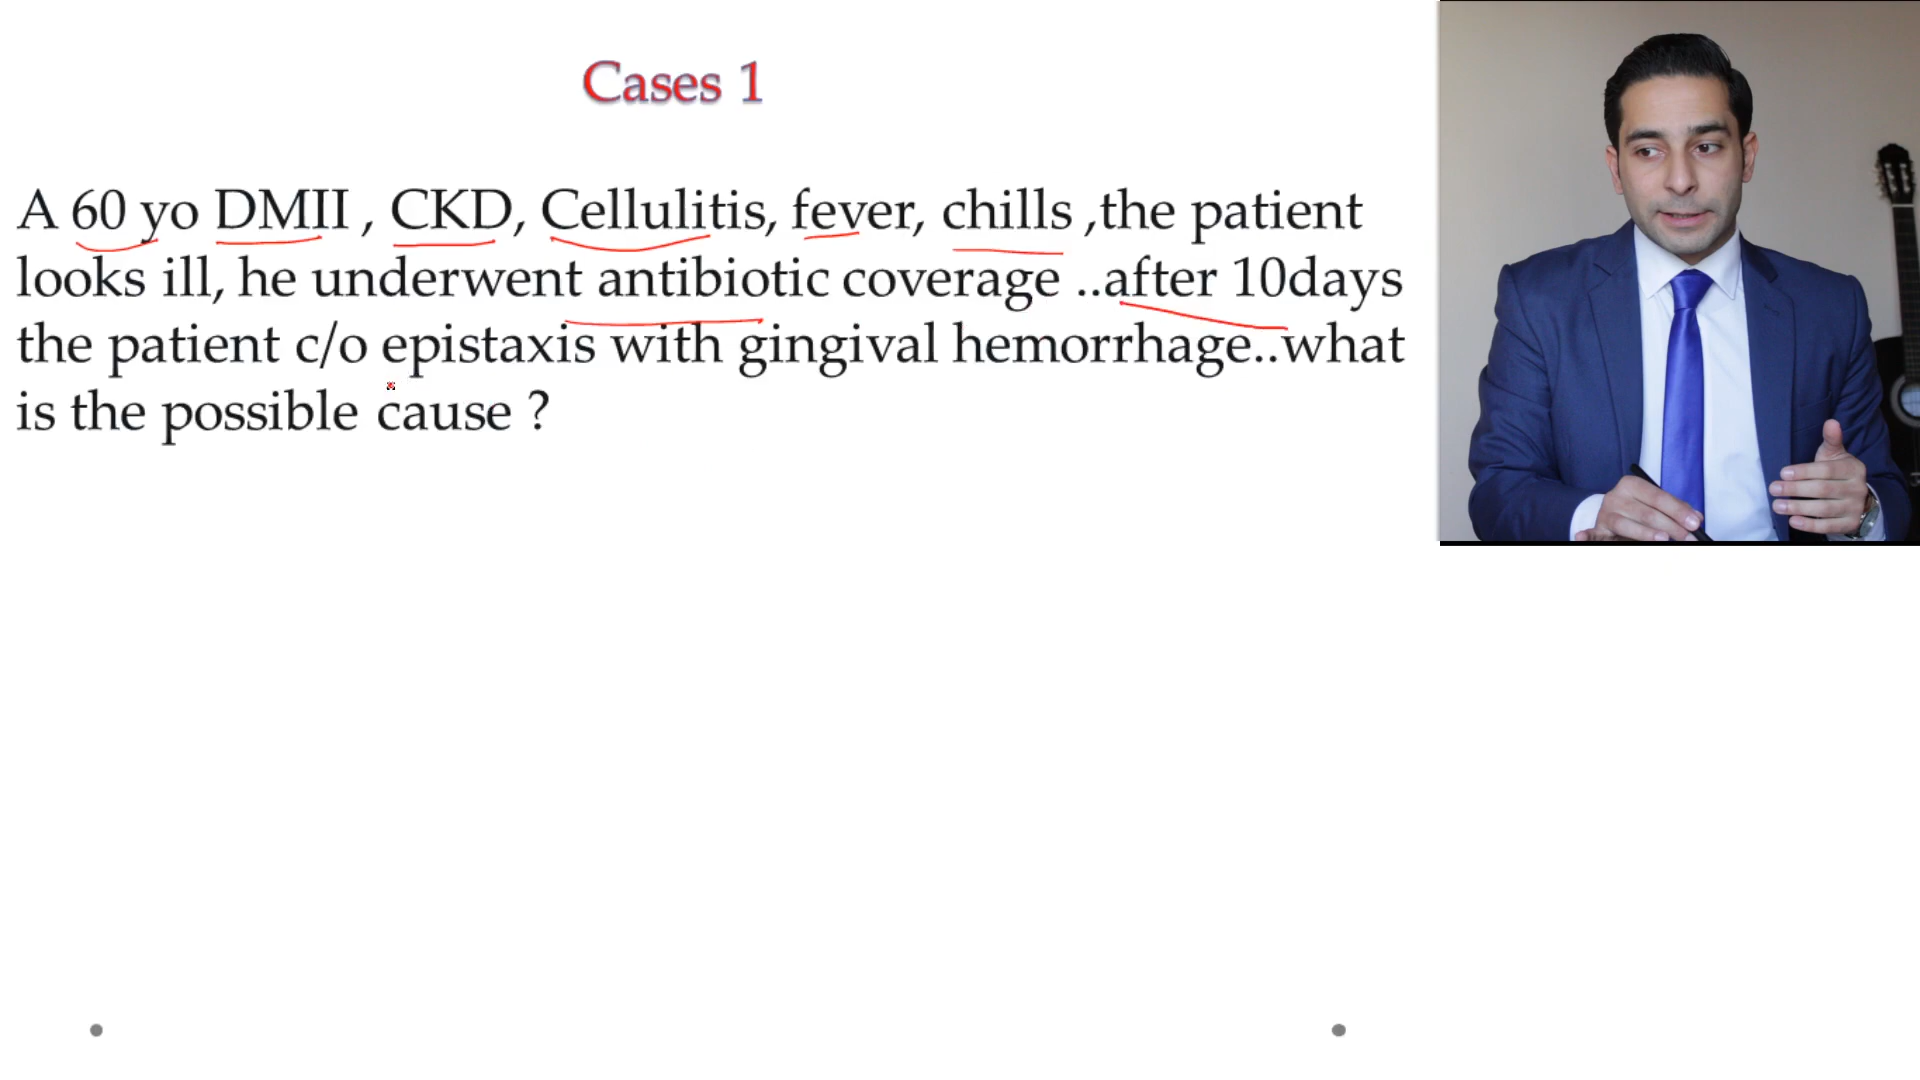 Cases 1
A 60 yo DMII , CKD, Cellulitis, fever, chills ,the patient
looks ill, he underwent antibiotic coverage ..after 10days
the patient c/o epistaxis with gingival hemorrhage..what
is the possible cause ?